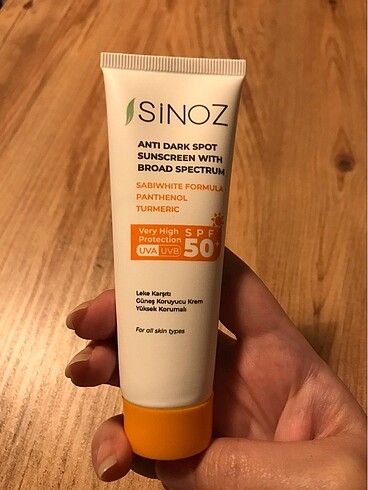 SiNOZ
ANTI DARK SPOT
SUNSCREEN WITH
BROAD SPECTRUM
SABIWHITE FORMULA
PANTHENOL
TURMERIC
Very High
Protection
UVA UVB
SPF
50+
Leke Karşıtı
Güneş Koruyucu Krem
Yüksek Korumalı
For all skin types